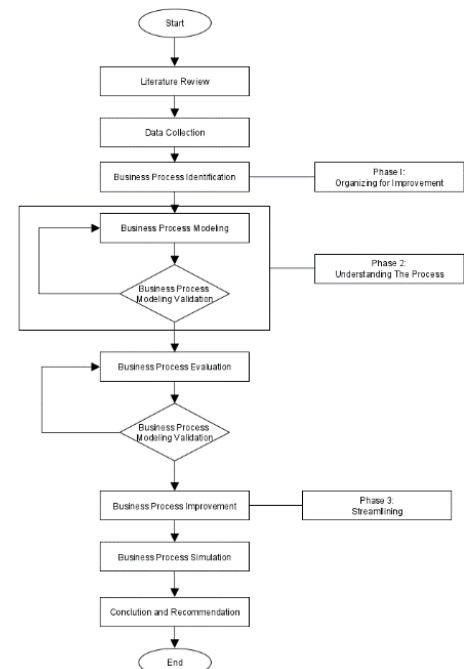 Start
Literature Review
Data Collection
Business Process Identification
Phase I:
Organizing for Improvement
Business Process Modeling
Phase 2:
Understanding The Process
Business Process
Modeling Validation
Business Process Evaluation
Business Process
Modeling Validation
Business Process Improvement
Phase 3:
Streamlining
Business Process Simulation
Conclution and Recommendation
End